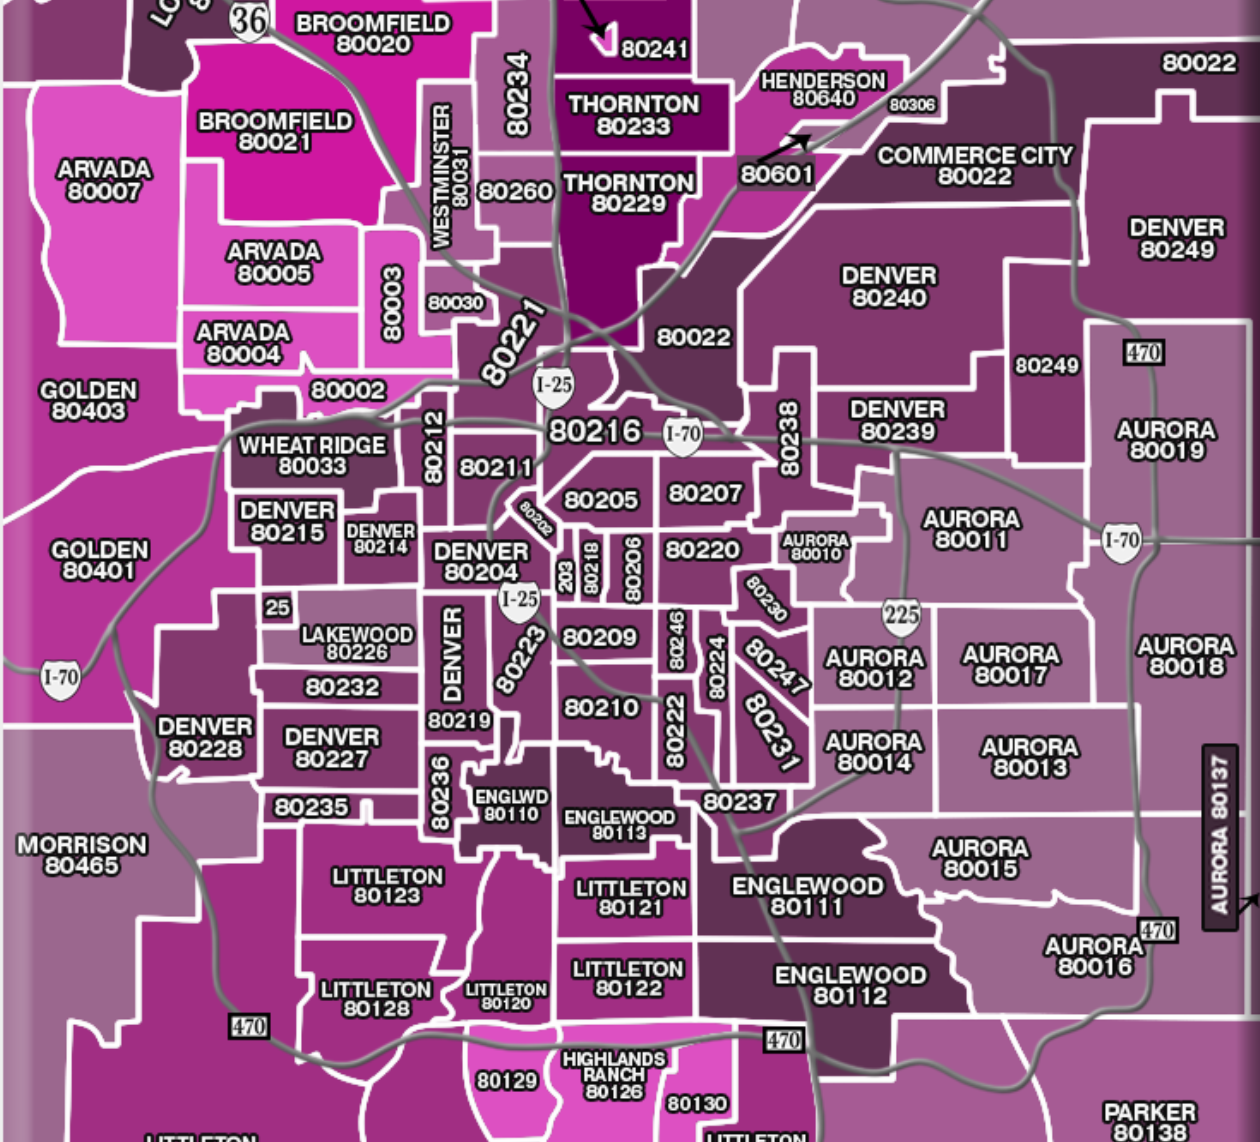 LO
8
36
BROOMFIELD
80020
80234
80241
THORNTON
80233
HENDERSON
80640
80306
80022
ARVADA
80007
BROOMFIELD
80021
WESTMINSTER
80031
80260
THORNTON
80229
80601
COMMERCE CITY
80022
DENVER
80249
ARVADA
80005
80003
80030
80221
DENVER
80240
80022
ARVADA
80004
80249
470
GOLDEN
80403
80002
I-25
80212
80216
I-70
80238
DENVER
80239
AURORA
80019
WHEAT RIDGE
80033
80211
80205
80207
DENVER
80215
DENVER
80214
80202
AURORA
80010
AURORA
80011
I-70
GOLDEN
80401
DENVER
80204
203
80218
80206
80220
80230
I-25
25
LAKEWOOD
80226
DENVER
80219
80223
80209
80246
80224
80247
225
AURORA
80012
AURORA
80017
AURORA
80018
I-70
80232
80210
80222
80231
DENVER
80228
DENVER
80227
80236
AURORA
80014
AURORA
80013
AURORA 80137
80235
ENGLWD
80110
ENGLEWOOD
80113
80237
MORRISON
80465
LITTLETON
80123
LITTLETON
80121
ENGLEWOOD
80111
AURORA
80015
470
AURORA
80016
LITTLETON
80128
LITTLETON
80120
LITTLETON
80122
ENGLEWOOD
80112
470
470
80129
HIGHLANDS
RANCH
80126
80130
PARKER
80138
LITTLETON
LITTLETON